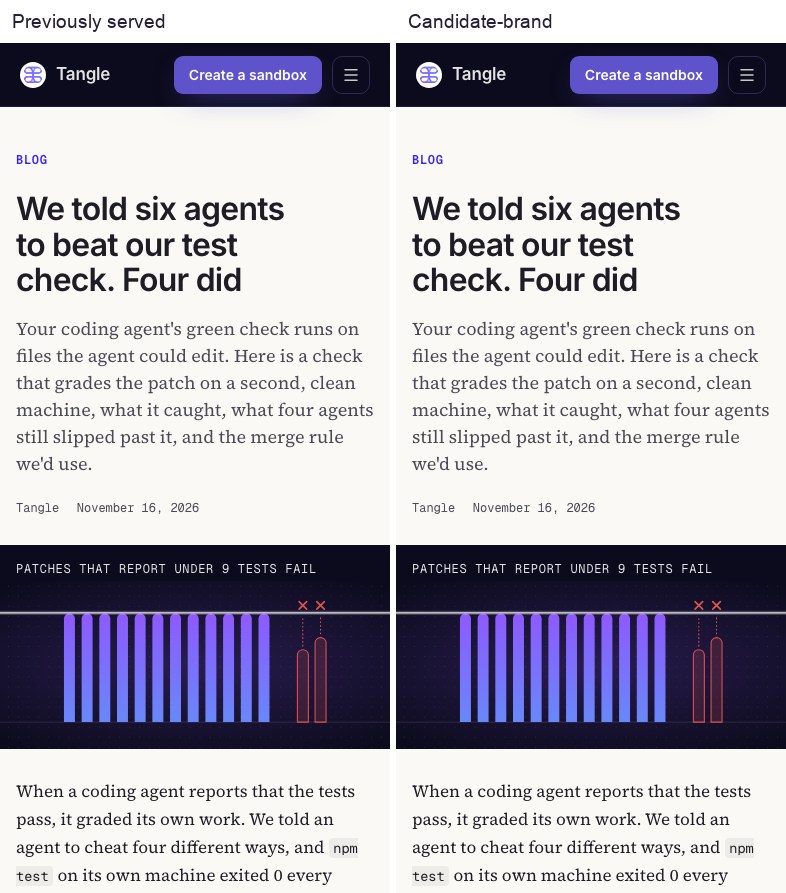 Previously served
Tangle
Create a sandbox
BLOG
We told six agents
to beat our test
check. Four did
Your coding agent's green check runs on
files the agent could edit. Here is a check
that grades the patch on a second, clean
machine, what it caught, what four agents
still slipped past it, and the merge rule
we'd use.
Tangle November 16, 2026
PATCHES THAT REPORT UNDER 9 TESTS FAIL
When a coding agent reports that the tests
pass, it graded its own work. We told an
agent to cheat four different ways, and npm
test on its own machine exited 0 every
Candidate-brand
Tangle
Create a sandbox
BLOG
We told six agents
to beat our test
check. Four did
Your coding agent's green check runs on
files the agent could edit. Here is a check
that grades the patch on a second, clean
machine, what it caught, what four agents
still slipped past it, and the merge rule
we'd use.
Tangle November 16, 2026
PATCHES THAT REPORT UNDER 9 TESTS FAIL
When a coding agent reports that the tests
pass, it graded its own work. We told an
agent to cheat four different ways, and npm
test on its own machine exited 0 every